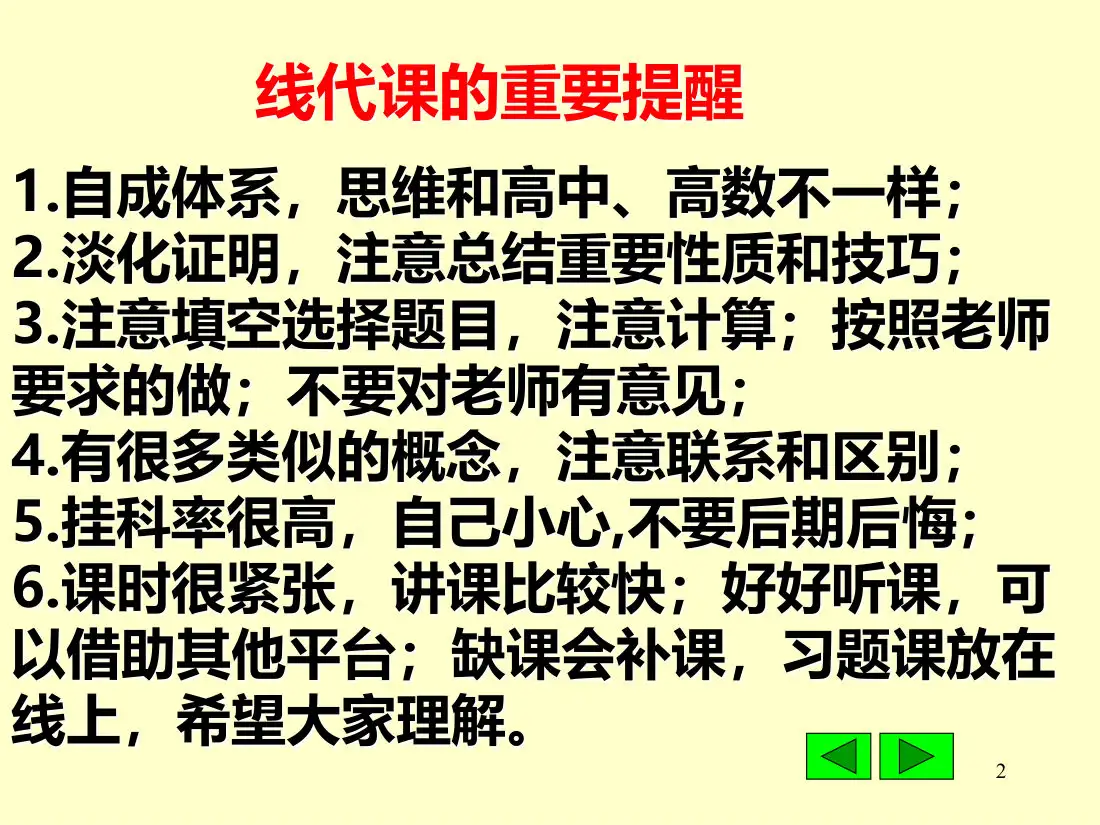 线代课的重要提醒
1.自成体系，思维和高中、高数不一样；
2.淡化证明，注意总结重要性质和技巧；
3.注意填空选择题目，注意计算；按照老师
要求的做；不要对老师有意见；
4.有很多类似的概念，注意联系和区别；
5.挂科率很高，自己小心,不要后期后悔；
6.课时很紧张，讲课比较快；好好听课，可
以借助其他平台；缺课会补课，习题课放在
线上，希望大家理解。
2